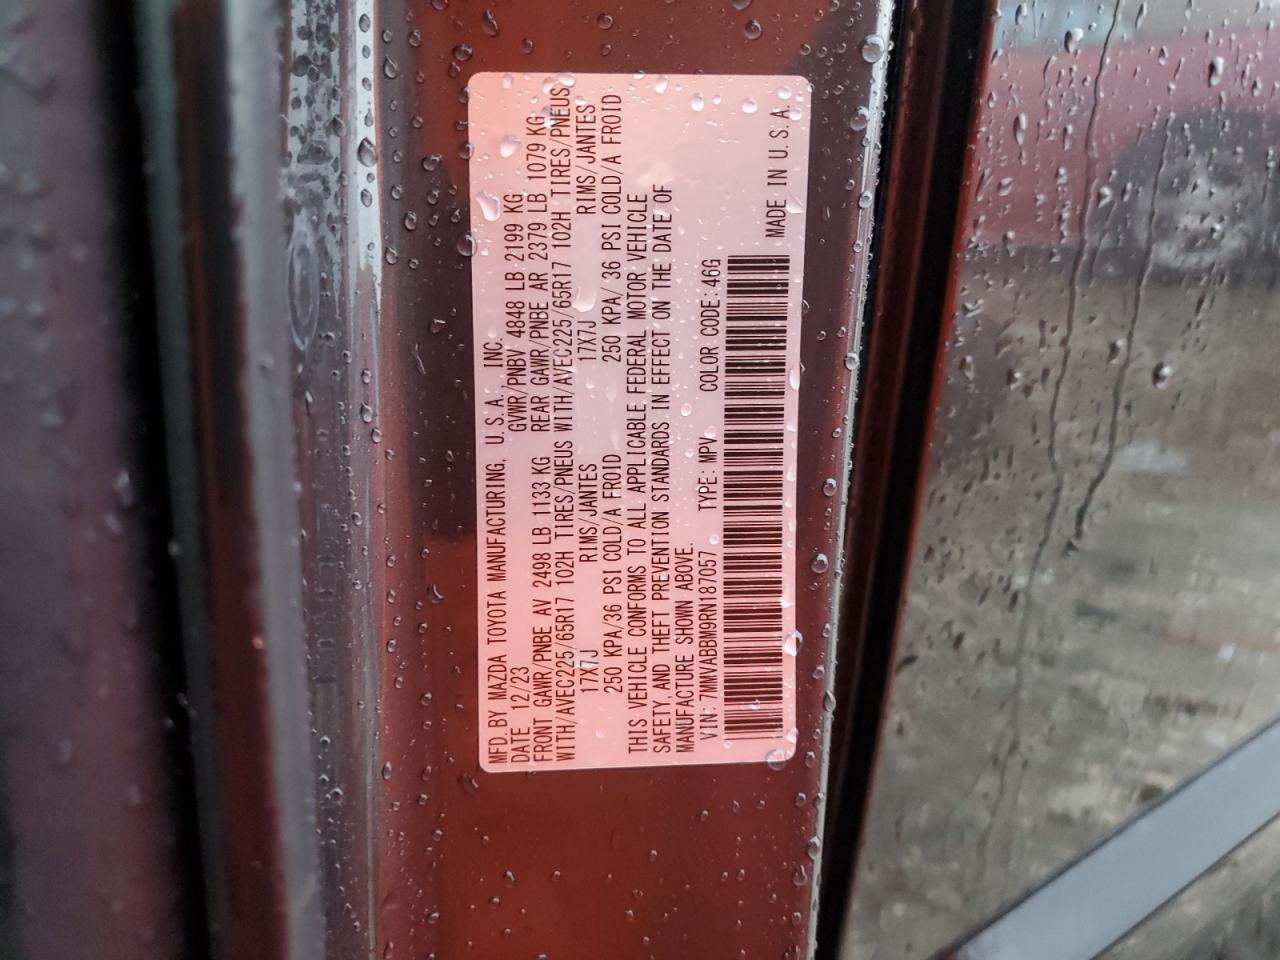 MFD. BY MAZDA TOYOTA MANUFACTURING, U. S. A. INC.
DATE 12/23 GVWR/PNBV 4848 LB 2199 KG
FRONT GAWR/PNBE AV 2498 LB 1133 KG REAR GAWR/PNBE AR 2379 LB 1079 KG
WITH/AVEC225/65R17 102H TIRES/PNEUS WITH/AVEC225/65R17 102H TIRES/PNEUS
17X7J RIMS/JANTES 17X7J RIMS/JANTES
250 KPA/36 PSI COLD/A FROID 250 KPA/ 36 PSI COLD/A FROID
THIS VEHICLE CONFORMS TO ALL APPLICABLE FEDERAL MOTOR VEHICLE
SAFETY AND THEFT PREVENTION STANDARDS IN EFFECT ON THE DATE OF
MANUFACTURE SHOWN ABOVE.
VIN: 7MMVABBM9RN187057 TYPE: MPV COLOR CODE: 46G
MADE IN U. S. A.